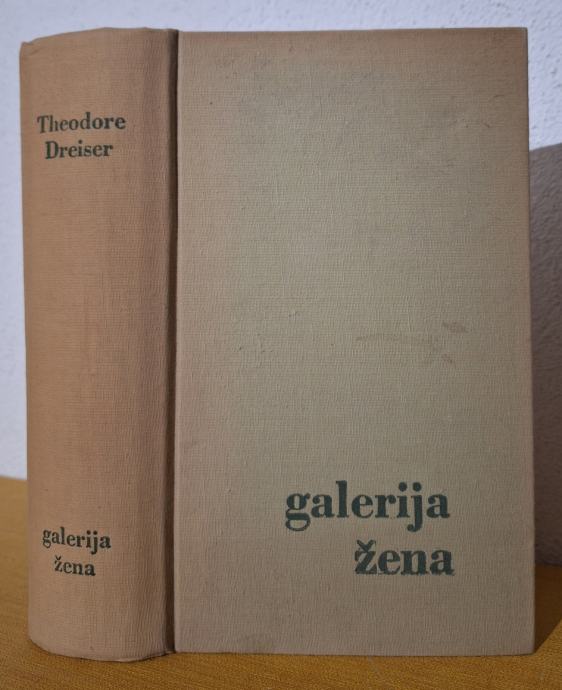 Theodore
Dreiser
galerija
žena
galerija
žena